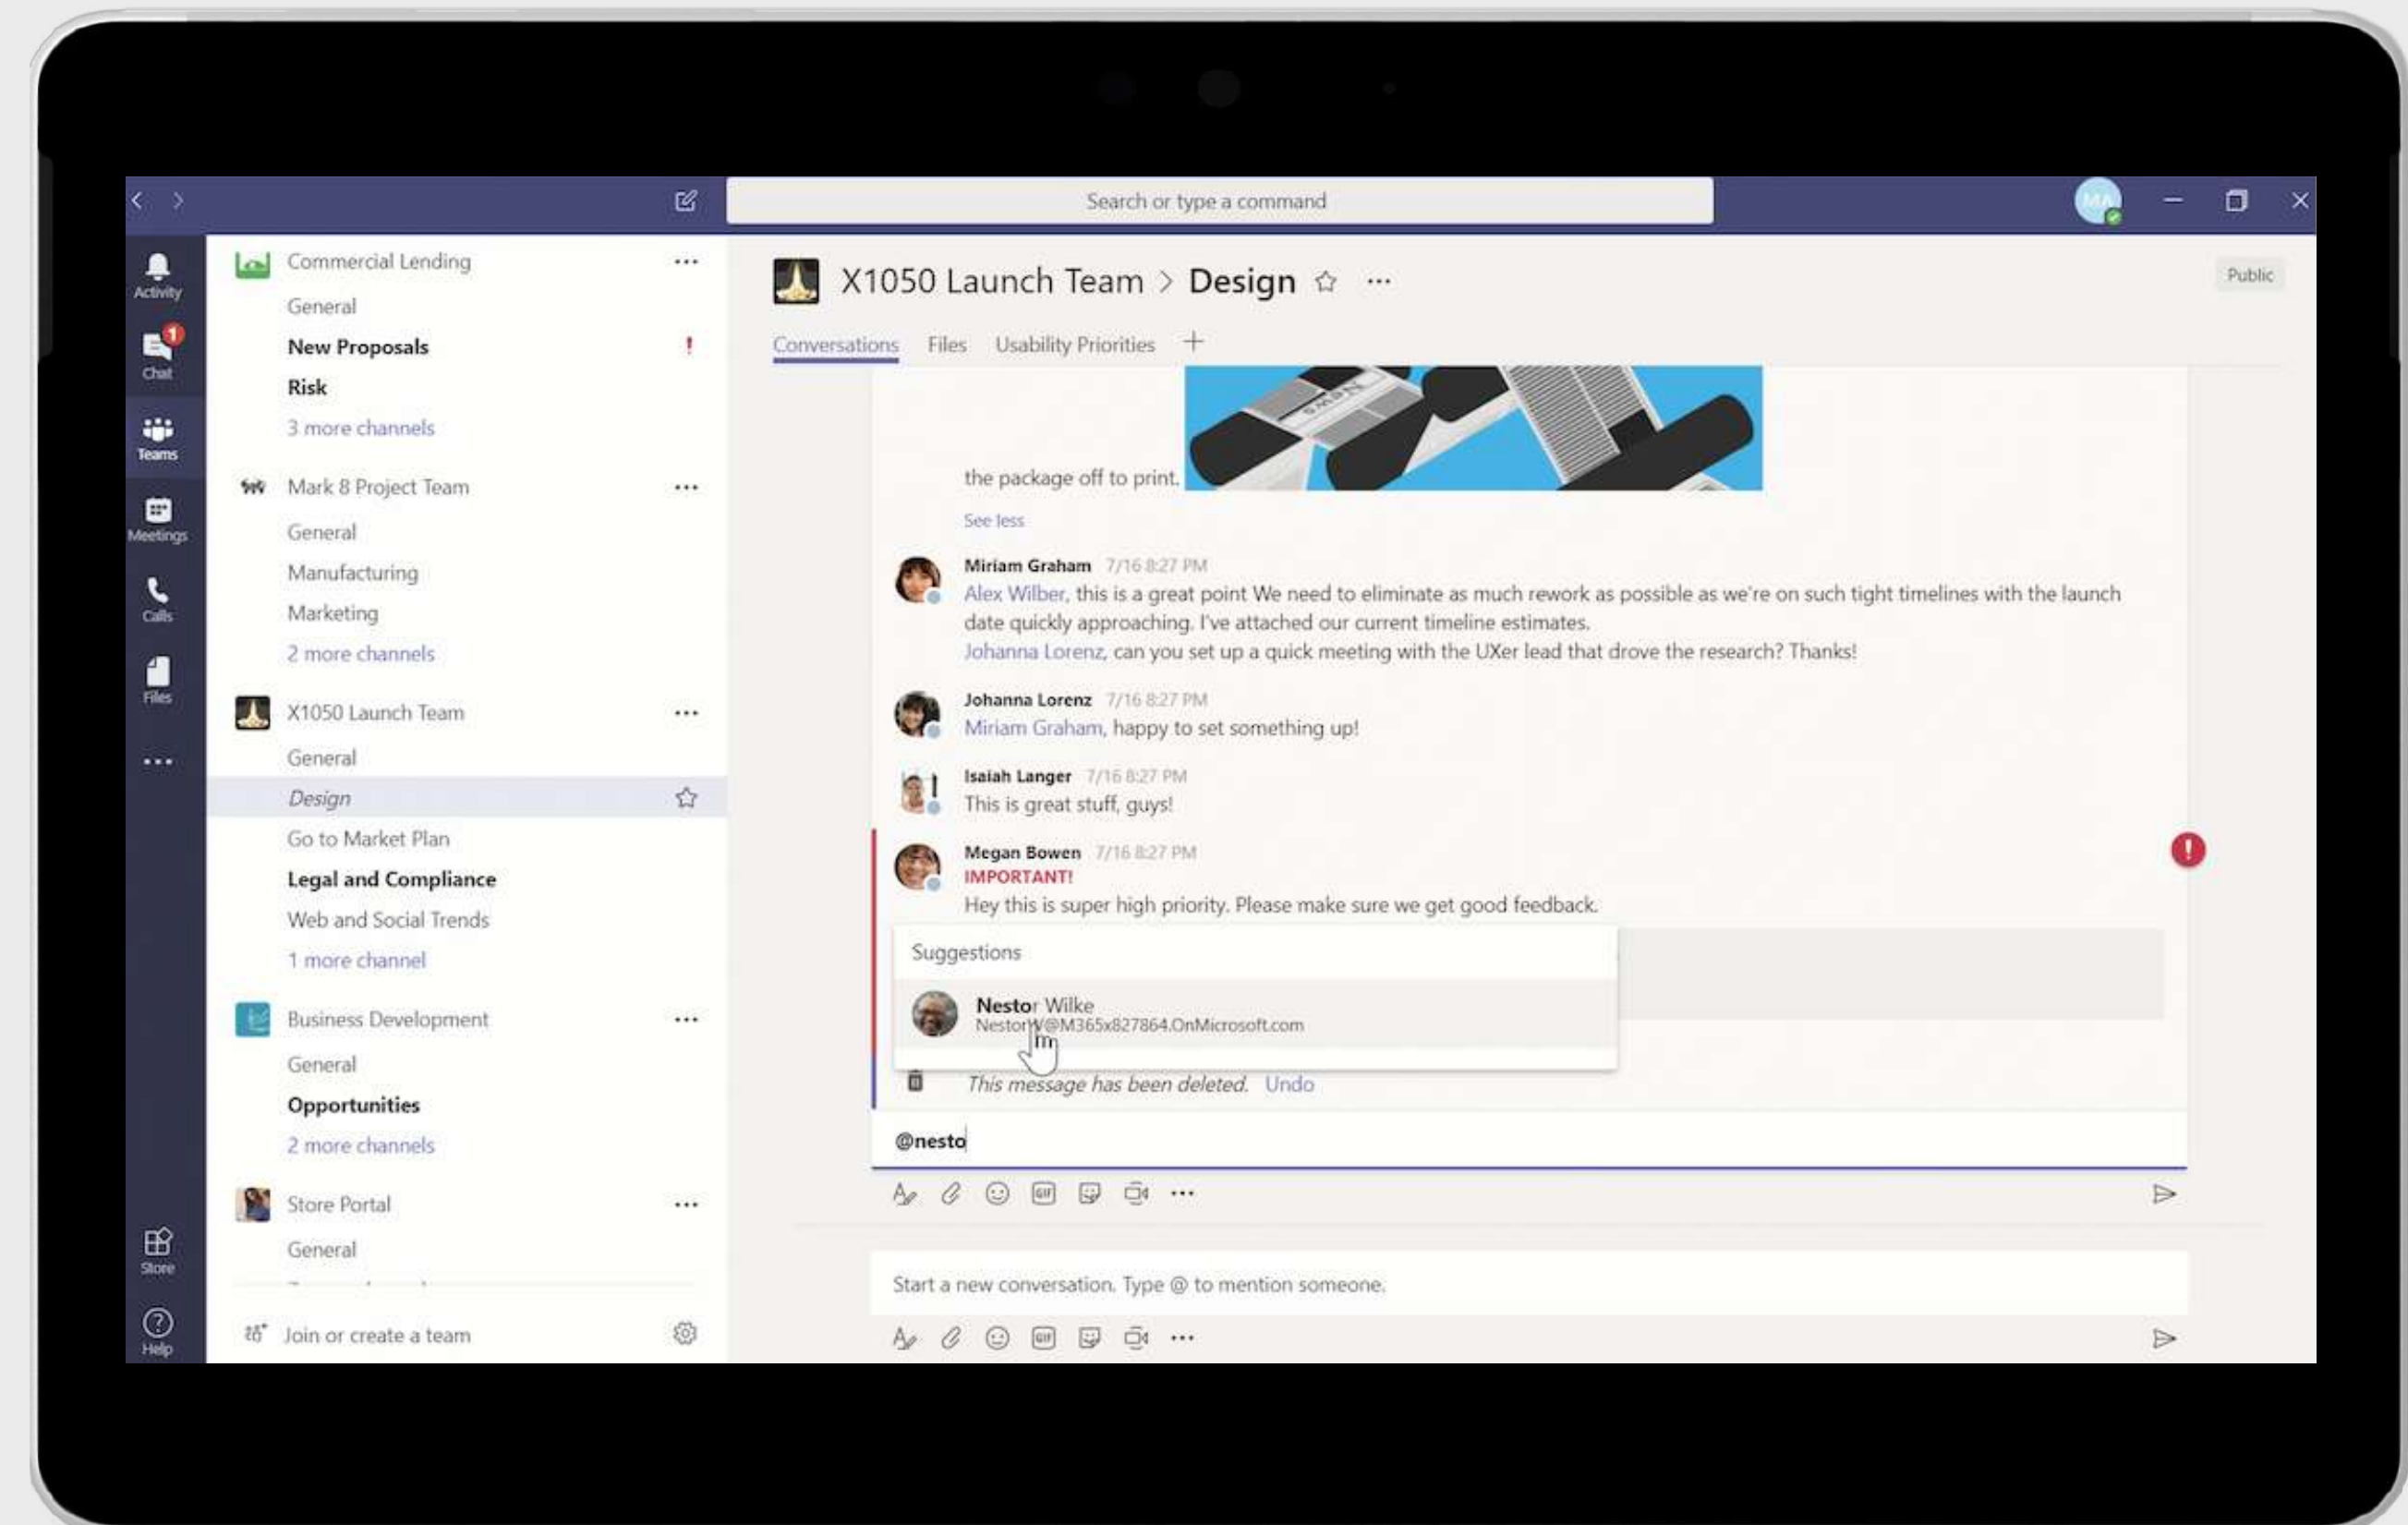 Search or type a command
MA
Activity
1
Chat
Teams
Meetings
Calls
Files
Store
Help
Commercial Lending
General
New Proposals
!
Risk
3 more channels
Mark 8 Project Team
General
Manufacturing
Marketing
2 more channels
X1050 Launch Team
General
Design
Go to Market Plan
Legal and Compliance
Web and Social Trends
1 more channel
Business Development
General
Opportunities
2 more channels
Store Portal
General
Join or create a team
X1050 Launch Team > Design
Public
Conversations Files Usability Priorities +
News
the package off to print.
See less
Miriam Graham 7/16 8:27 PM
Alex Wilber, this is a great point We need to eliminate as much rework as possible as we're on such tight timelines with the launch
date quickly approaching. I've attached our current timeline estimates.
Johanna Lorenz, can you set up a quick meeting with the UXer lead that drove the research? Thanks!
Johanna Lorenz 7/16 8:27 PM
Miriam Graham, happy to set something up!
Isaiah Langer 7/16 8:27 PM
This is great stuff, guys!
Megan Bowen 7/16 8:27 PM
!
IMPORTANT!
Hey this is super high priority. Please make sure we get good feedback.
Suggestions
Nestor Wilke
NestorW@M365x827864.OnMicrosoft.com
This message has been deleted. Undo
@nesto
GIF
Start a new conversation. Type @ to mention someone.
GIF